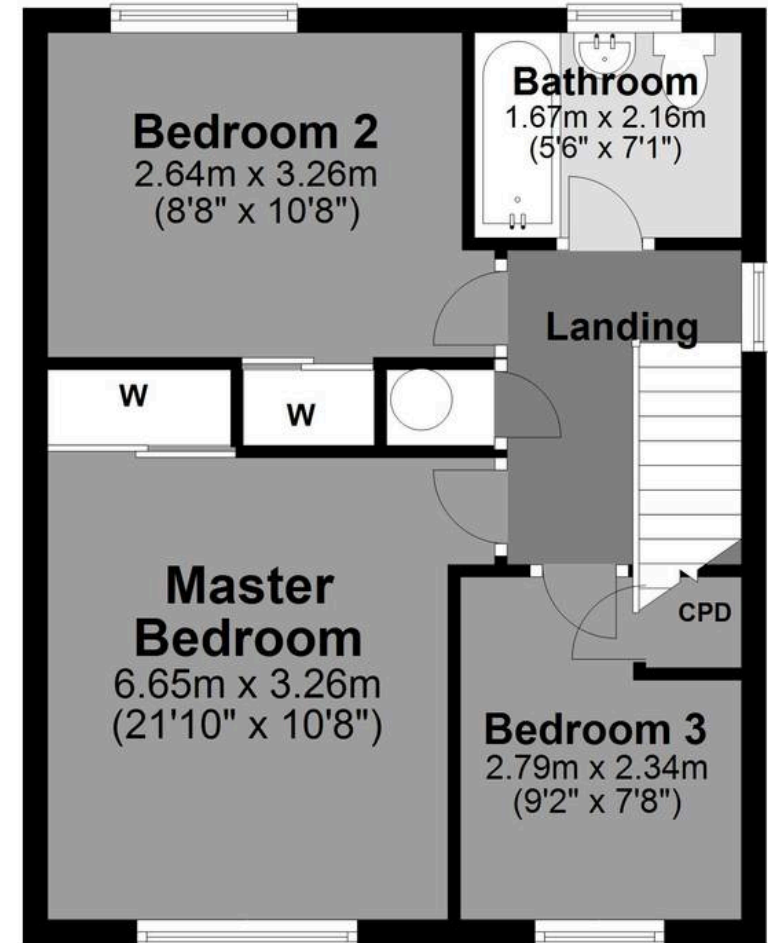 Bedroom 2
2.64m x 3.26m
(8'8" x 10'8")
Bathroom
1.67m x 2.16m
(5'6" x 7'1")
Landing
W
W
Master
Bedroom
6.65m x 3.26m
(21'10" x 10'8")
CPD
Bedroom 3
2.79m x 2.34m
(9'2" x 7'8")